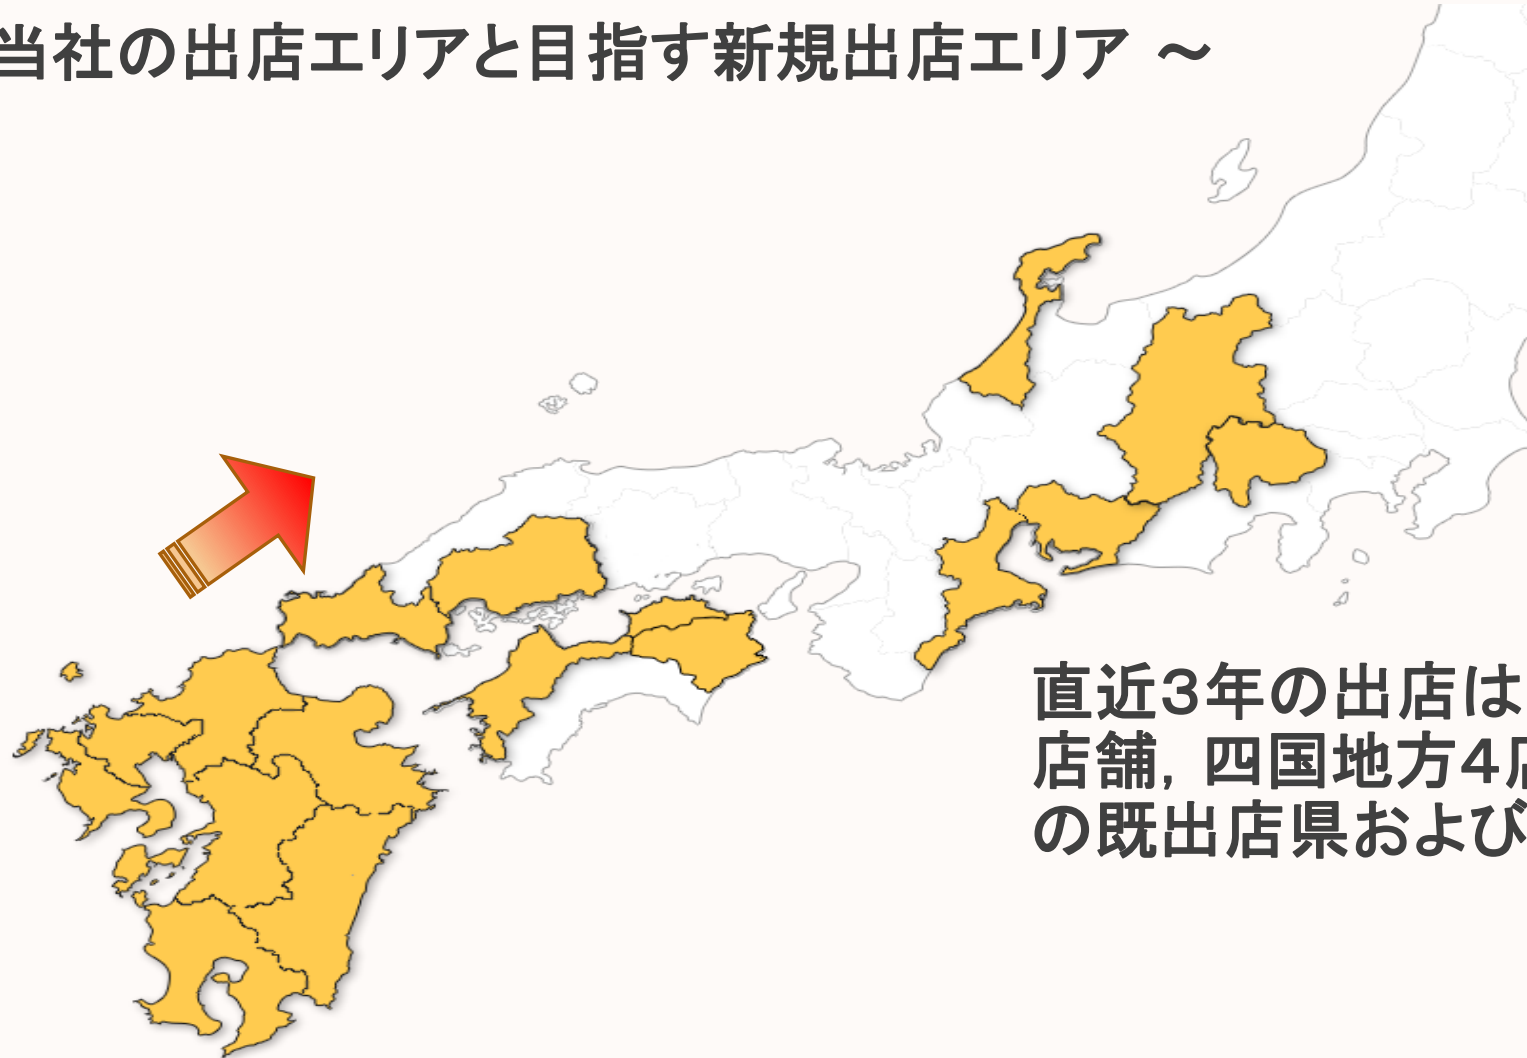 当社の出店エリアと目指す新規出店エリア ～
直近３年の出店は
店舗，四国地方４店
の既出店県および